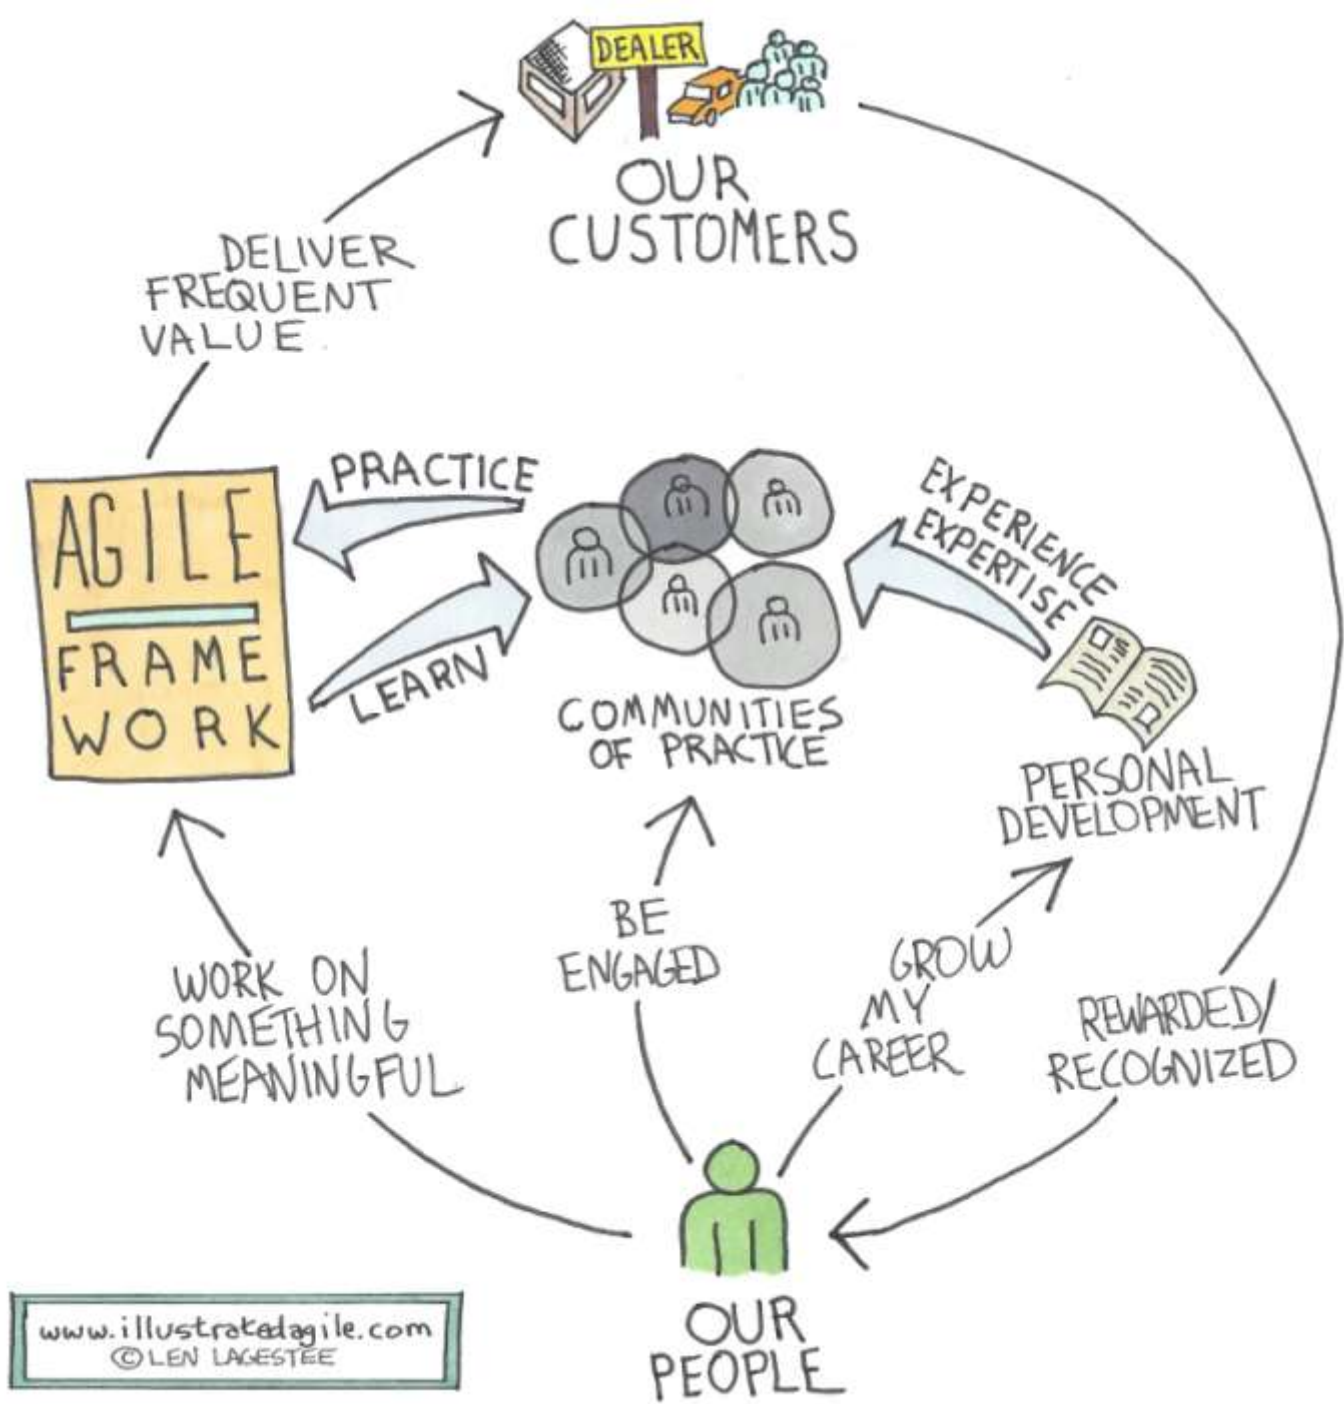 DEALER
OUR
CUSTOMERS
DELIVER
FREQUENT
VALUE
AGILE
FRAME
WORK
PRACTICE
LEARN
COMMUNITIES
OF PRACTICE
EXPERIENCE
EXPERTISE
PERSONAL
DEVELOPMENT
WORK ON
SOMETHING
MEANINGFUL
BE
ENGAGED
GROW
MY
CAREER
REWARDED/
RECOGNIZED
OUR
PEOPLE
www.illustratedagile.com
© LEN LAGESTEE